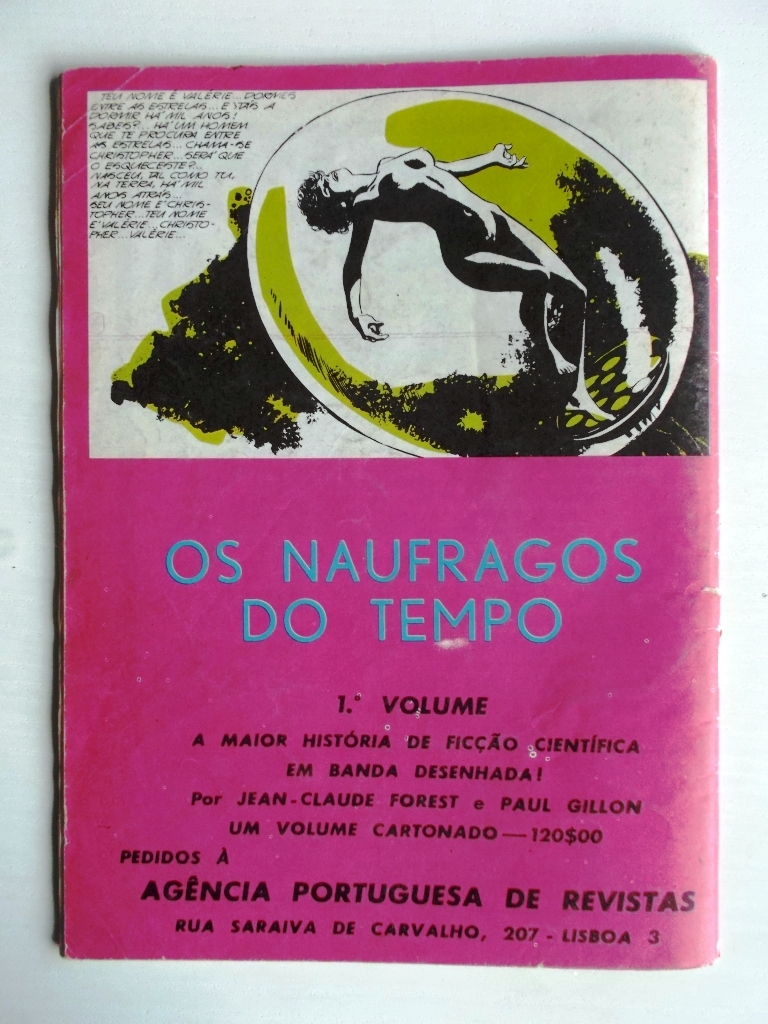 TEU NOME É VALÉRIE... DORMES
ENTRE AS ESTRELAS... E STÁS A
DORMIR HÁ MIL ANOS!
SABES?... HÁ UM HOMEM
QUE TE PROCURA ENTRE
AS ESTRELAS... CHAMA-SE
CHRISTOPHER... SERÁ QUE
O ESQUECESTE?...
NASCEU, TAL COMO TU,
NA TERRA, HÁ MIL
ANOS ATRÁS...
SEU NOME É CHRIS-
TOPHER... TEU NOME
É VALÉRIE... CHRISTO-
PHER... VALÉRIE...
OS NAUFRAGOS
DO TEMPO
1.º VOLUME
A MAIOR HISTÓRIA DE FICÇÃO CIENTÍFICA
EM BANDA DESENHADA!
Por JEAN-CLAUDE FOREST e PAUL GILLON
UM VOLUME CARTONADO — 120$00
PEDIDOS À
AGÊNCIA PORTUGUESA DE REVISTAS
RUA SARAIVA DE CARVALHO, 207 - LISBOA 3